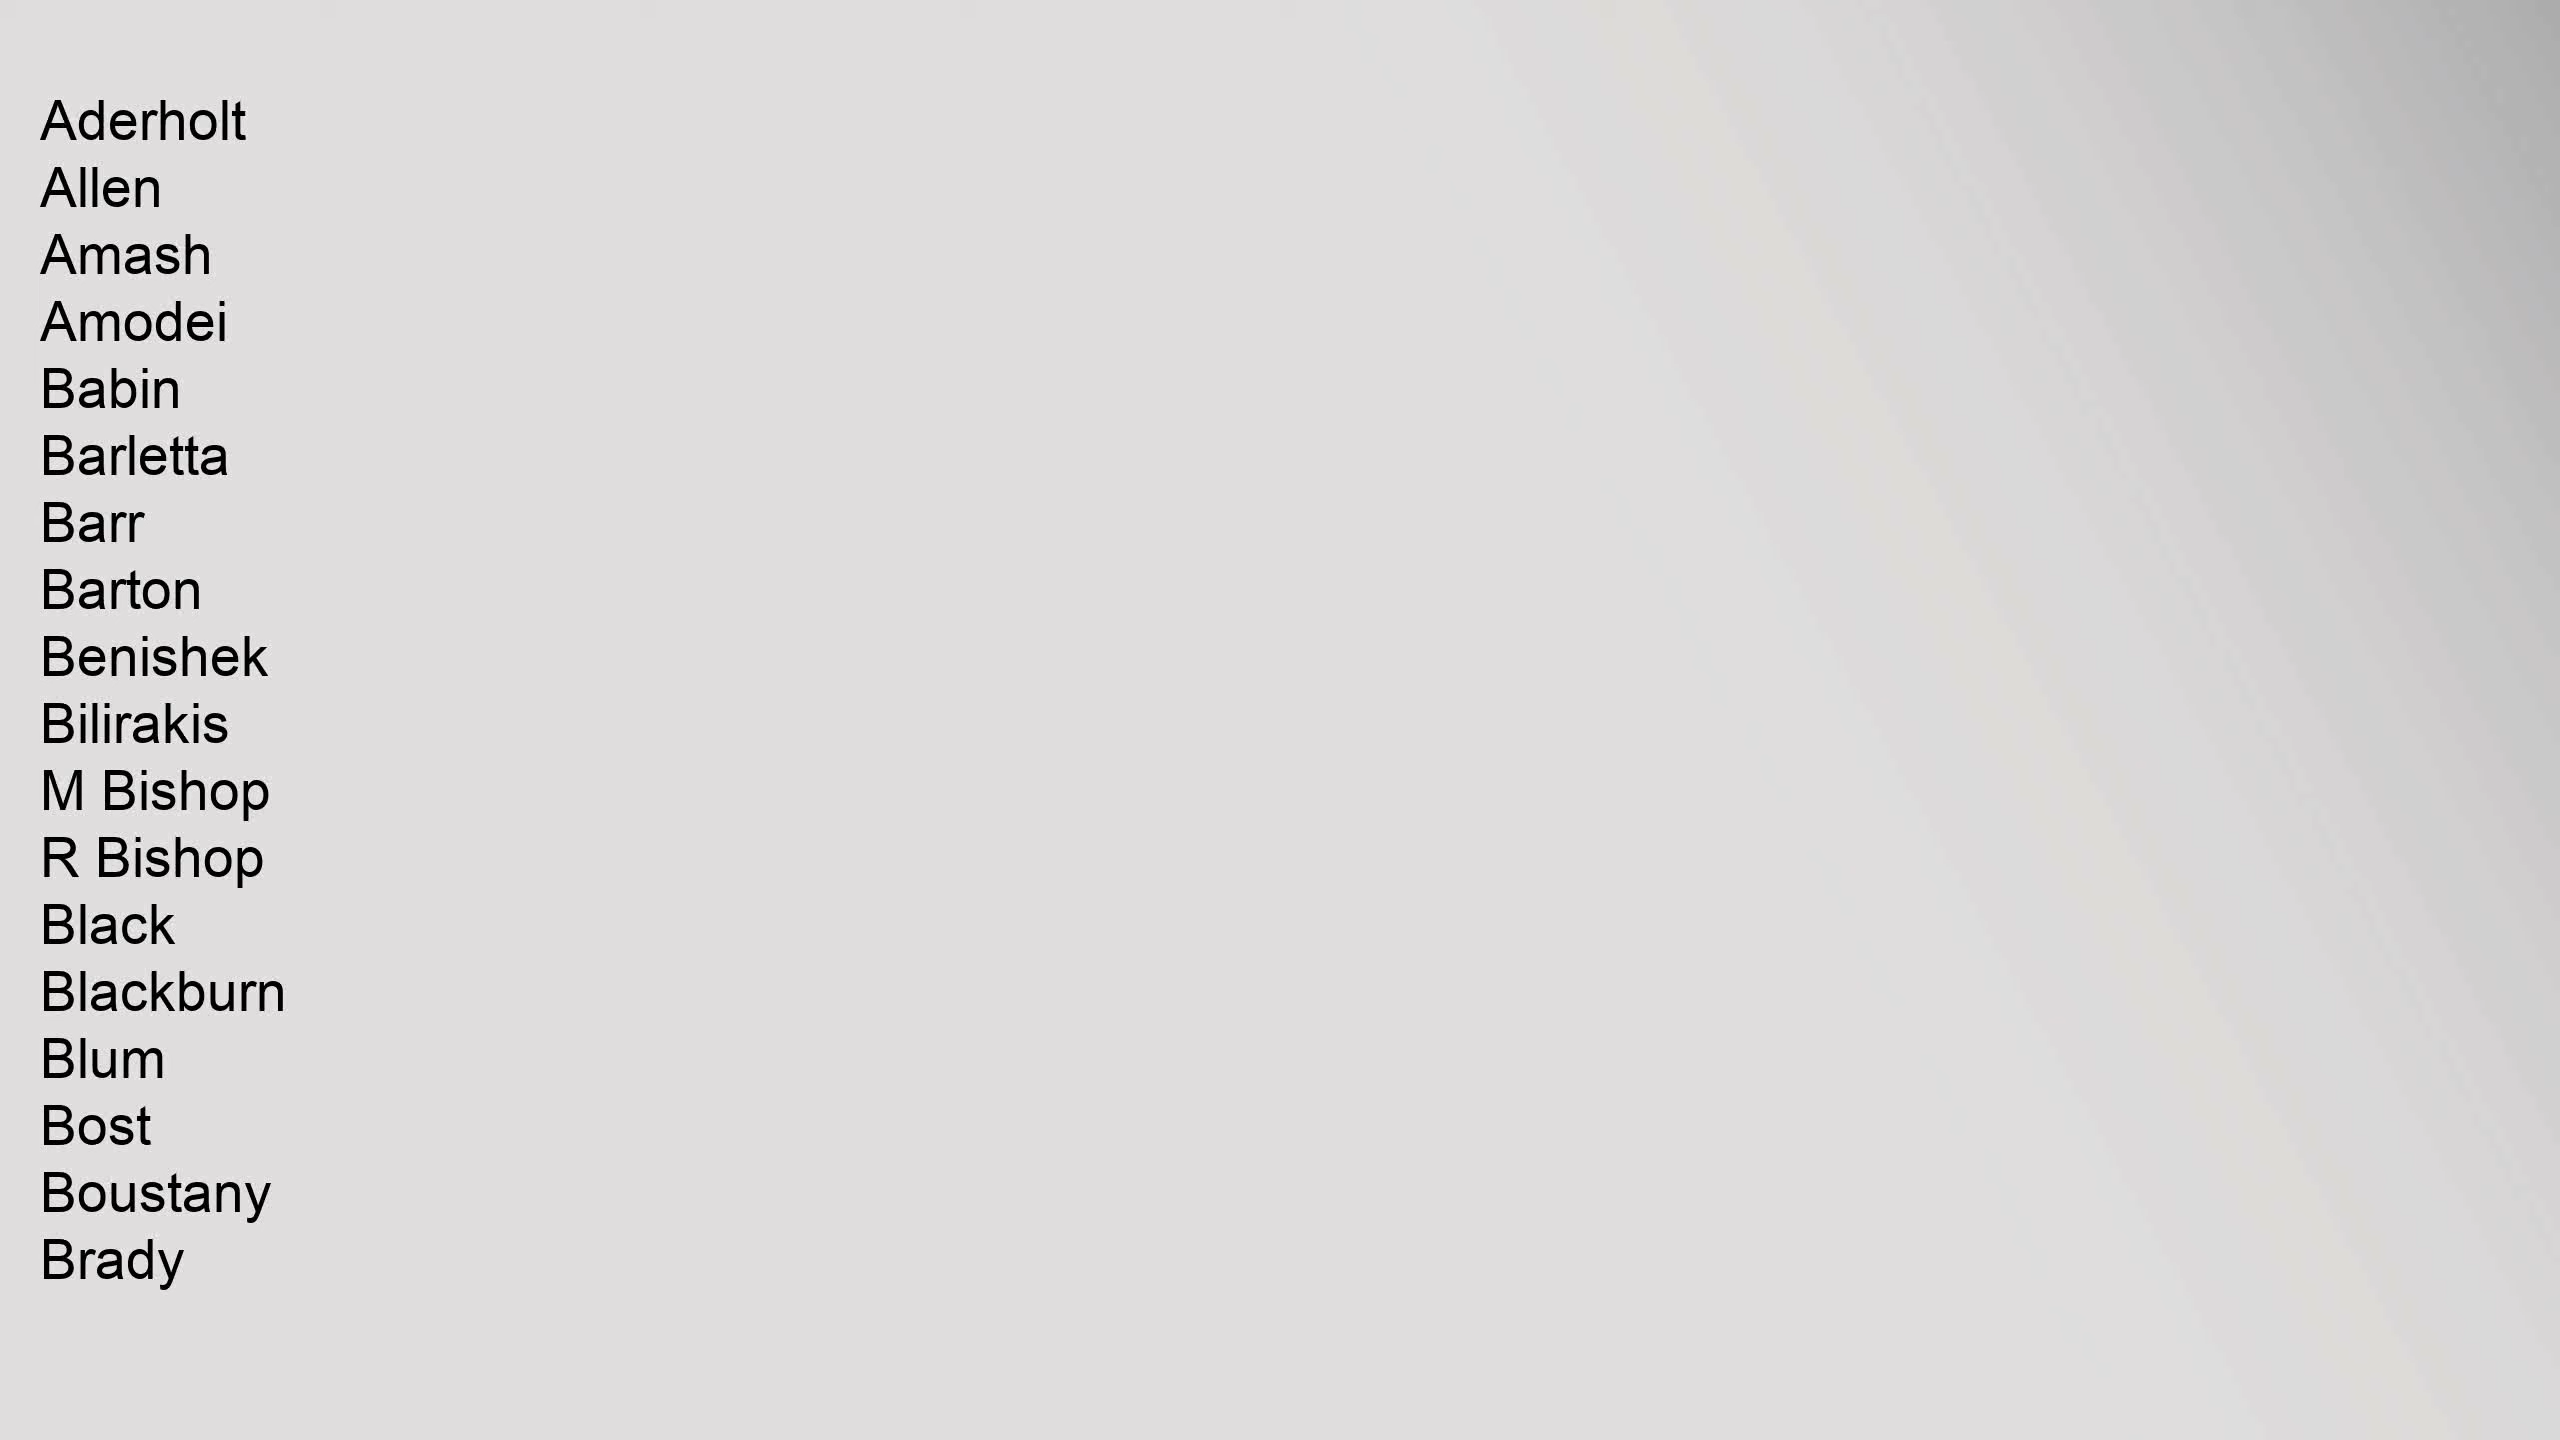 Aderholt
Allen
Amash
Amodei
Babin
Barletta
Barr
Barton
Benishek
Bilirakis
M Bishop
R Bishop
Black
Blackburn
Blum
Bost
Boustany
Brady